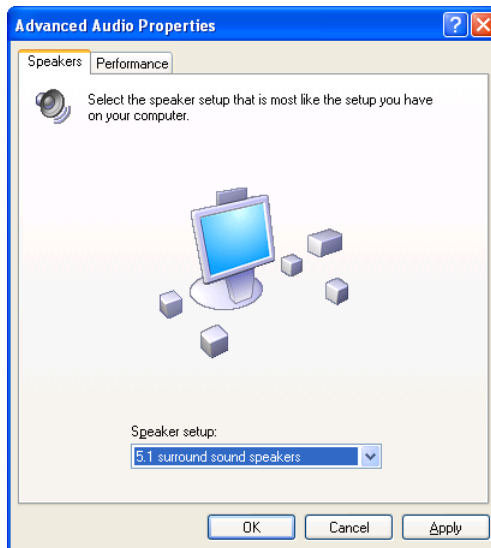 Advanced Audio Properties
Speakers Performance
Select the speaker setup that is most like the setup you have
on your computer.
Speaker setup:
5.1 surround sound speakers
OK Cancel Apply